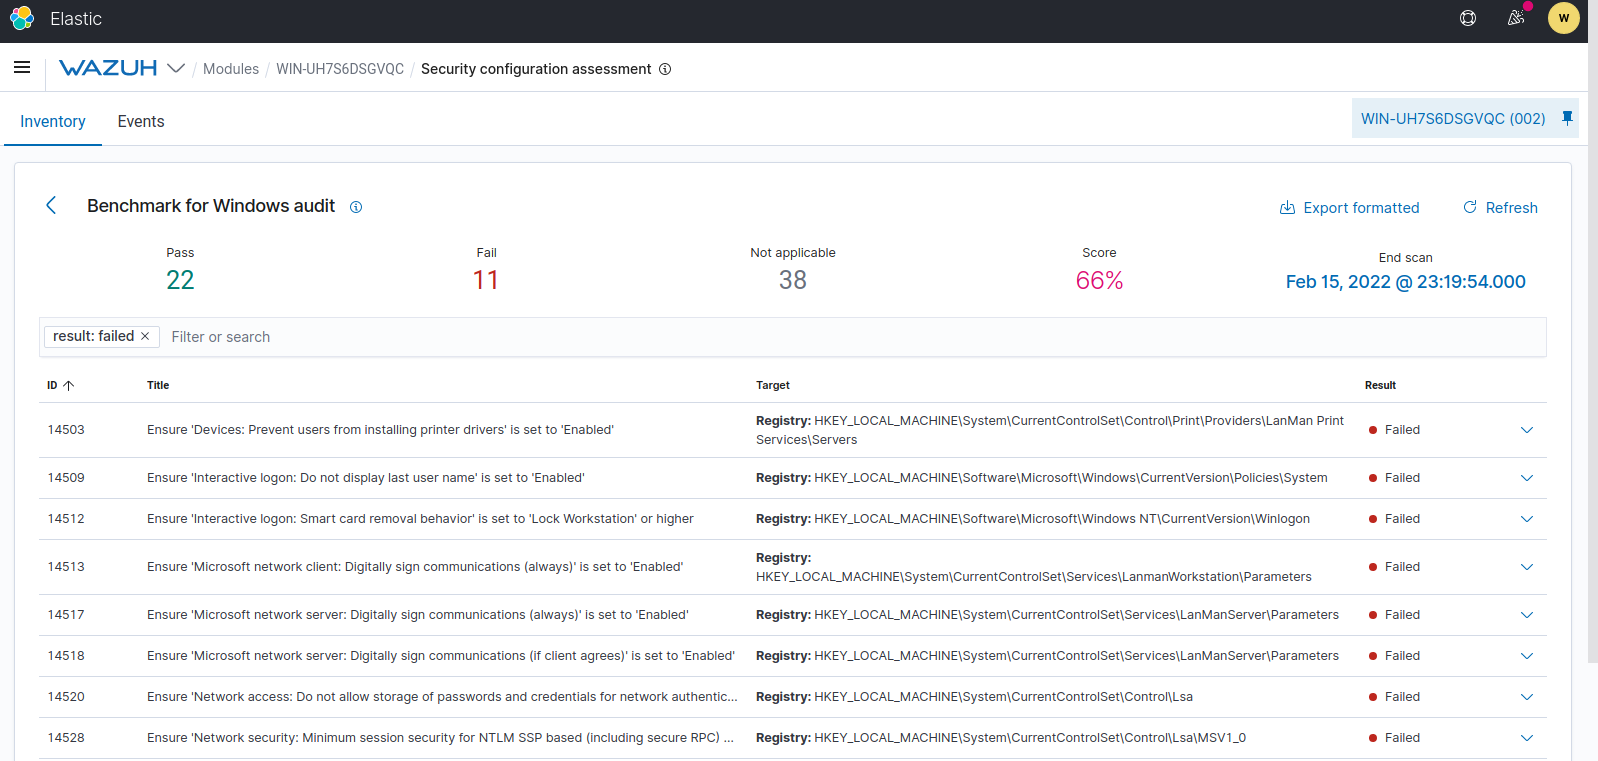 Elastic
W
WAZUH / Modules / WIN-UH7S6DSGVQC / Security configuration assessment
Inventory Events
WIN-UH7S6DSGVQC (002)
Benchmark for Windows audit
Export formatted Refresh
Pass Fail Not applicable Score End scan
22 11 38 66% Feb 15, 2022 @ 23:19:54.000
result: failed × Filter or search
ID Title Target Result
14503 Ensure 'Devices: Prevent users from installing printer drivers' is set to 'Enabled' Registry: HKEY_LOCAL_MACHINE\System\CurrentControlSet\Control\Print\Providers\LanMan Print Failed
Services\Servers
14509 Ensure 'Interactive logon: Do not display last user name' is set to 'Enabled' Registry: HKEY_LOCAL_MACHINE\Software\Microsoft\Windows\CurrentVersion\Policies\System Failed
14512 Ensure 'Interactive logon: Smart card removal behavior' is set to 'Lock Workstation' or higher Registry: HKEY_LOCAL_MACHINE\Software\Microsoft\Windows NT\CurrentVersion\Winlogon Failed
14513 Ensure 'Microsoft network client: Digitally sign communications (always)' is set to 'Enabled' Registry: Failed
HKEY_LOCAL_MACHINE\System\CurrentControlSet\Services\LanmanWorkstation\Parameters
14517 Ensure 'Microsoft network server: Digitally sign communications (always)' is set to 'Enabled' Registry: HKEY_LOCAL_MACHINE\System\CurrentControlSet\Services\LanManServer\Parameters Failed
14518 Ensure 'Microsoft network server: Digitally sign communications (if client agrees)' is set to 'Enabled' Registry: HKEY_LOCAL_MACHINE\System\CurrentControlSet\Services\LanManServer\Parameters Failed
14520 Ensure 'Network access: Do not allow storage of passwords and credentials for network authentic... Registry: HKEY_LOCAL_MACHINE\System\CurrentControlSet\Control\Lsa Failed
14528 Ensure 'Network security: Minimum session security for NTLM SSP based (including secure RPC) ... Registry: HKEY_LOCAL_MACHINE\System\CurrentControlSet\Control\Lsa\MSV1_0 Failed